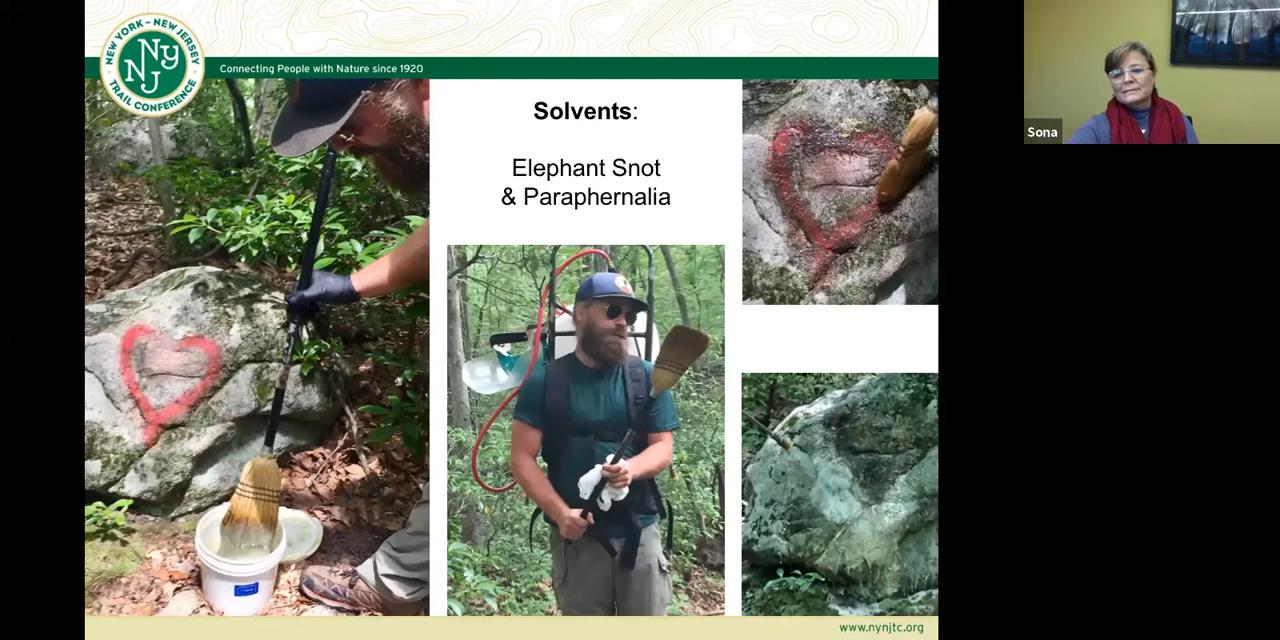 NEW YORK - NEW JERSEY
Ny
NJ
TRAIL CONFERENCE
Connecting People with Nature since 1920
Solvents:
Elephant Snot
& Paraphernalia
Sona
www.nynjtc.org